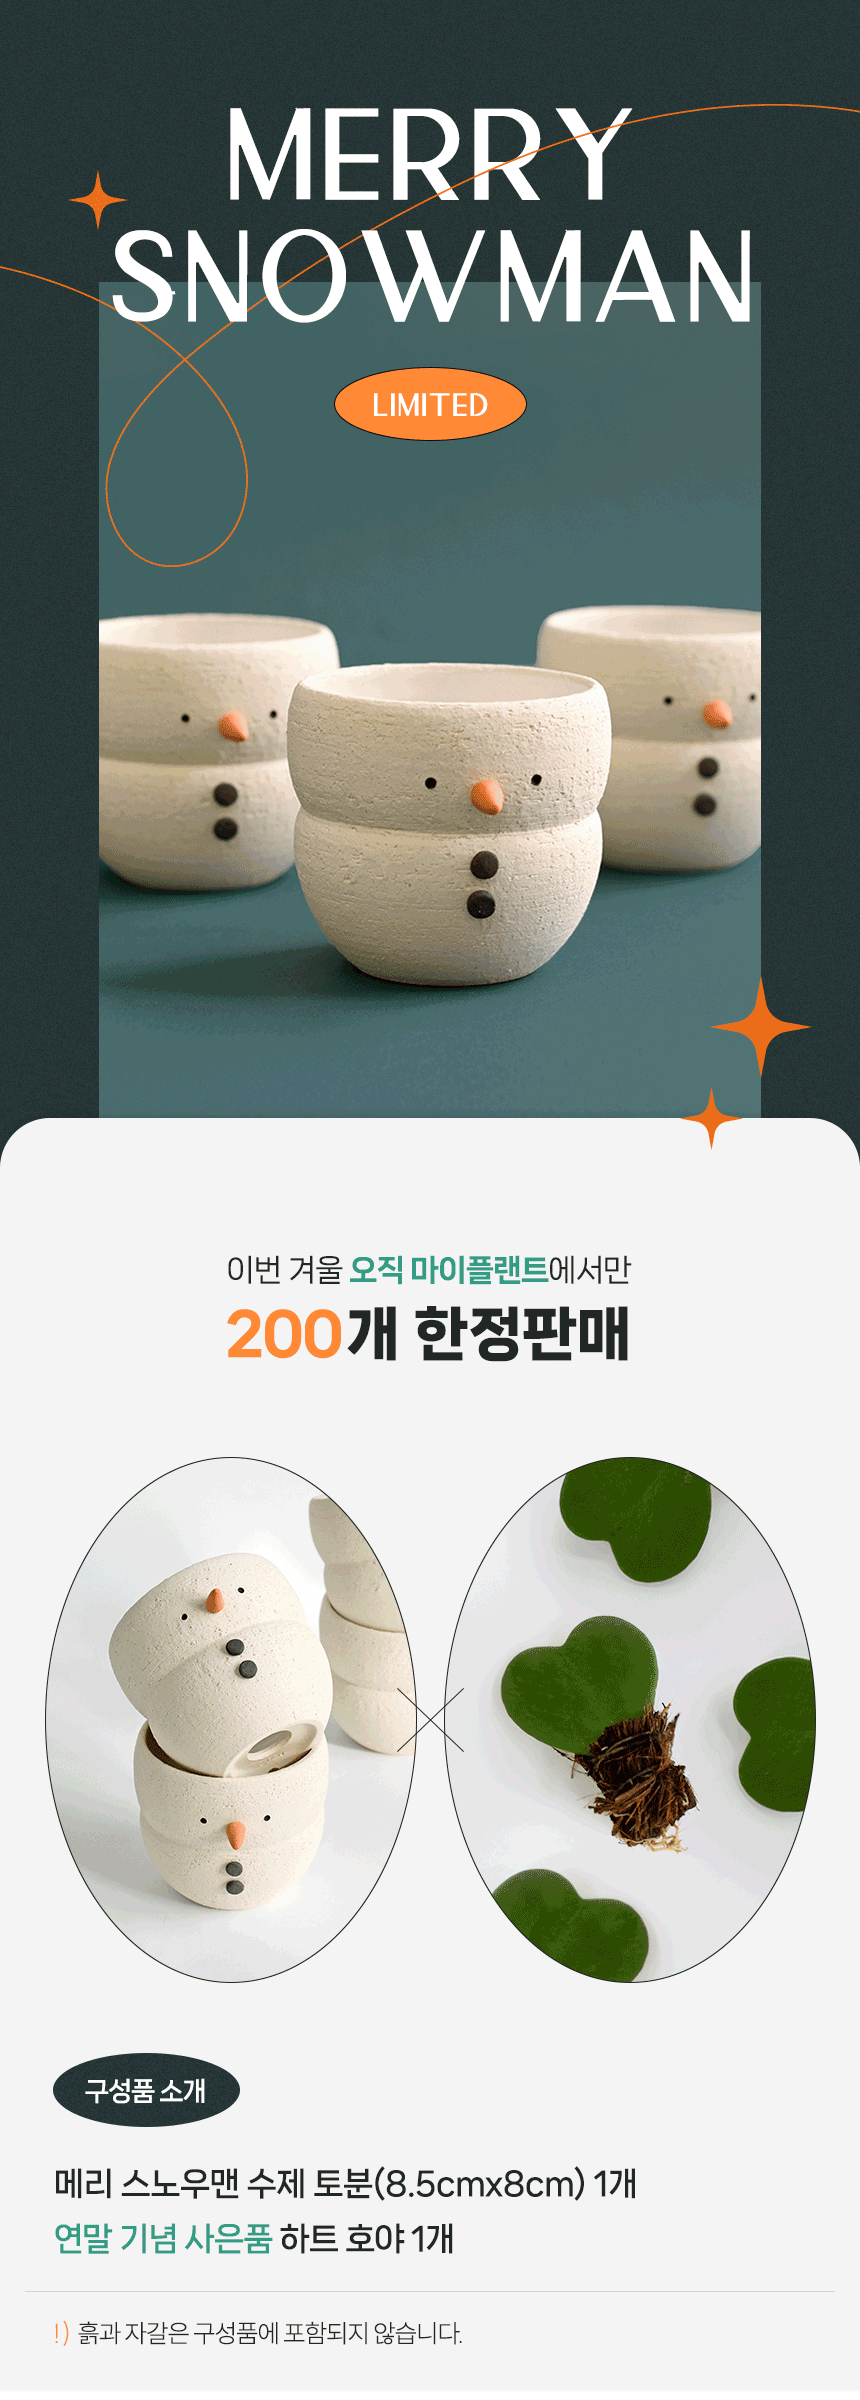 MERRY
SNOWMAN
LIMITED
이번 겨울 오직 마이플랜트에서만
200개 한정판매
구성품 소개
메리 스노우맨 수제 토분(8.5cmx8cm) 1개
연말 기념 사은품 하트 호야 1개
!) 흙과 자갈은 구성품에 포함되지 않습니다.